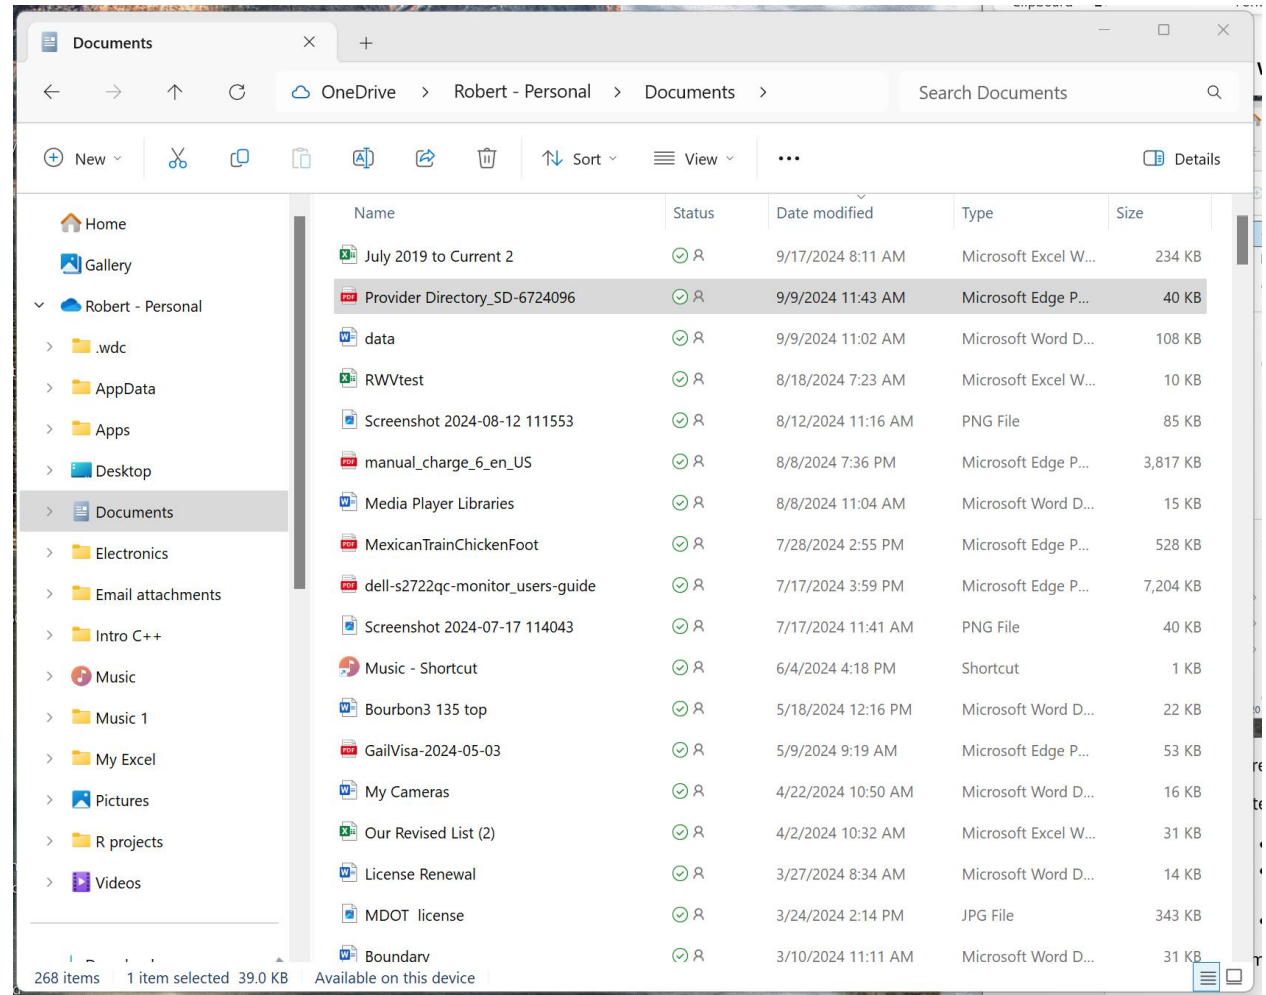 Clipboard
Documents
OneDrive > Robert - Personal > Documents >
Search Documents
New
Sort
View
Details
Home
Gallery
Robert - Personal
.wdc
AppData
Apps
Desktop
Documents
Electronics
Email attachments
Intro C++
Music
Music 1
My Excel
Pictures
R projects
Videos
Name Status Date modified Type Size
July 2019 to Current 2 9/17/2024 8:11 AM Microsoft Excel W... 234 KB
Provider Directory_SD-6724096 9/9/2024 11:43 AM Microsoft Edge P... 40 KB
data 9/9/2024 11:02 AM Microsoft Word D... 108 KB
RWVtest 8/18/2024 7:23 AM Microsoft Excel W... 10 KB
Screenshot 2024-08-12 111553 8/12/2024 11:16 AM PNG File 85 KB
manual_charge_6_en_US 8/8/2024 7:36 PM Microsoft Edge P... 3,817 KB
Media Player Libraries 8/8/2024 11:04 AM Microsoft Word D... 15 KB
MexicanTrainChickenFoot 7/28/2024 2:55 PM Microsoft Edge P... 528 KB
dell-s2722qc-monitor_users-guide 7/17/2024 3:59 PM Microsoft Edge P... 7,204 KB
Screenshot 2024-07-17 114043 7/17/2024 11:41 AM PNG File 40 KB
Music - Shortcut 6/4/2024 4:18 PM Shortcut 1 KB
Bourbon3 135 top 5/18/2024 12:16 PM Microsoft Word D... 22 KB
GailVisa-2024-05-03 5/9/2024 9:19 AM Microsoft Edge P... 53 KB
My Cameras 4/22/2024 10:50 AM Microsoft Word D... 16 KB
Our Revised List (2) 4/2/2024 10:32 AM Microsoft Excel W... 31 KB
License Renewal 3/27/2024 8:34 AM Microsoft Word D... 14 KB
MDOT license 3/24/2024 2:14 PM JPG File 343 KB
Boundary 3/10/2024 11:11 AM Microsoft Word D... 31 KB
268 items 1 item selected 39.0 KB Available on this device